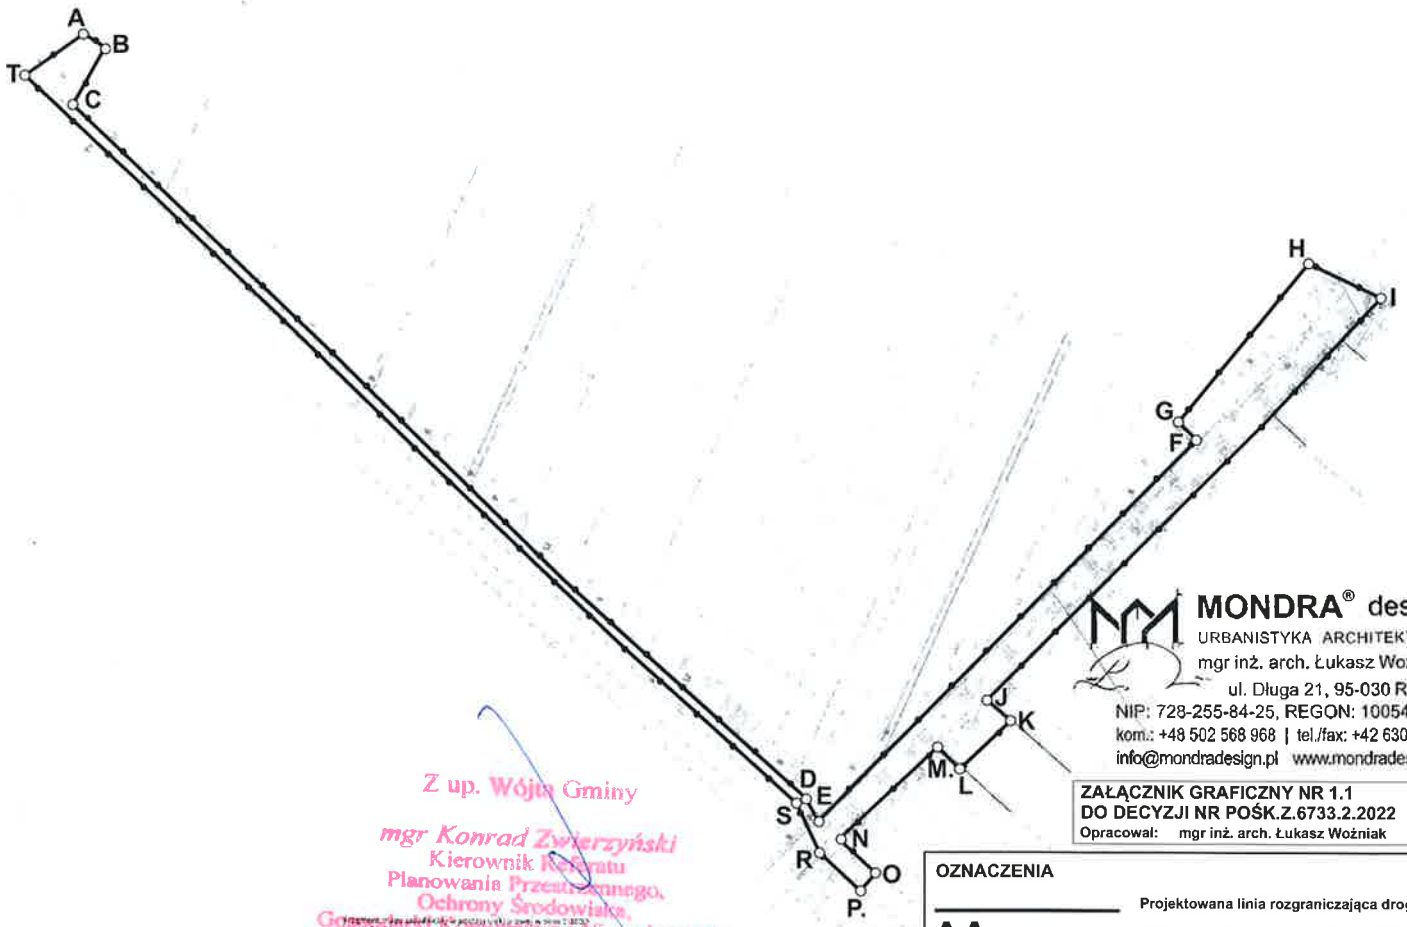 A
B
T
C
H
I
G
F
J
K
M.
L
D
E
S
N
R
O
P.
MONDRA® des
URBANISTYKA ARCHITEK
mgr inż. arch. Łukasz Woź
ul. Długa 21, 95-030 R
NIP: 728-255-84-25, REGON: 10054
kom.: +48 502 568 968 | tel./fax: +42 630
info@mondradesign.pl www.mondrades
ZAŁĄCZNIK GRAFICZNY NR 1.1
DO DECYZJI NR POŚK.Z.6733.2.2022
Opracował: mgr inż. arch. Łukasz Woźniak
OZNACZENIA
Projektowana linia rozgraniczająca drog
Z up. Wójta Gminy
mgr Konrad Zwierzyński
Kierownik Referatu
Planowania Przestrzennego,
Ochrony Środowiska,